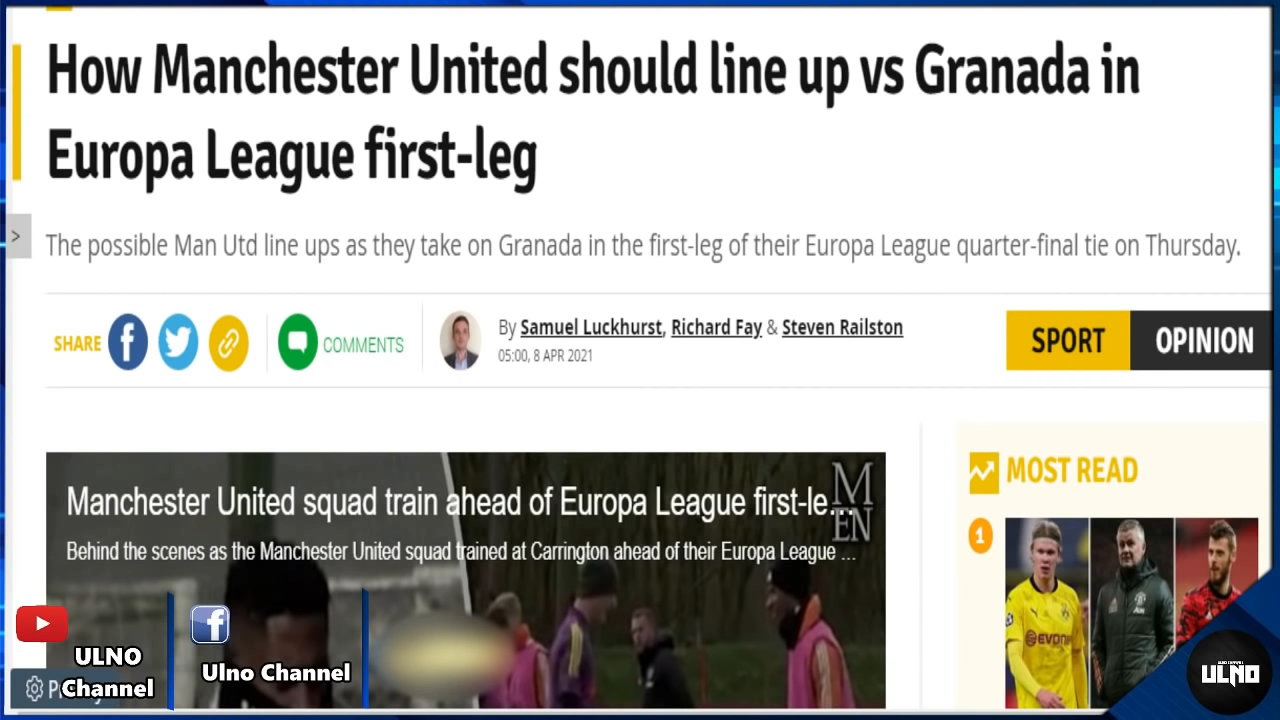 How Manchester United should line up vs Granada in
Europa League first-leg
>
The possible Man Utd line ups as they take on Granada in the first-leg of their Europa League quarter-final tie on Thursday.
SHARE
COMMENTS
By Samuel Luckhurst, Richard Fay & Steven Railston
05:00, 8 APR 2021
SPORT OPINION
Manchester United squad train ahead of Europa League first-le...
M
EN
Behind the scenes as the Manchester United squad trained at Carrington ahead of their Europa League ...
MOST READ
1
EVONIK
ULNO
Channel
f
Ulno Channel
ULNO